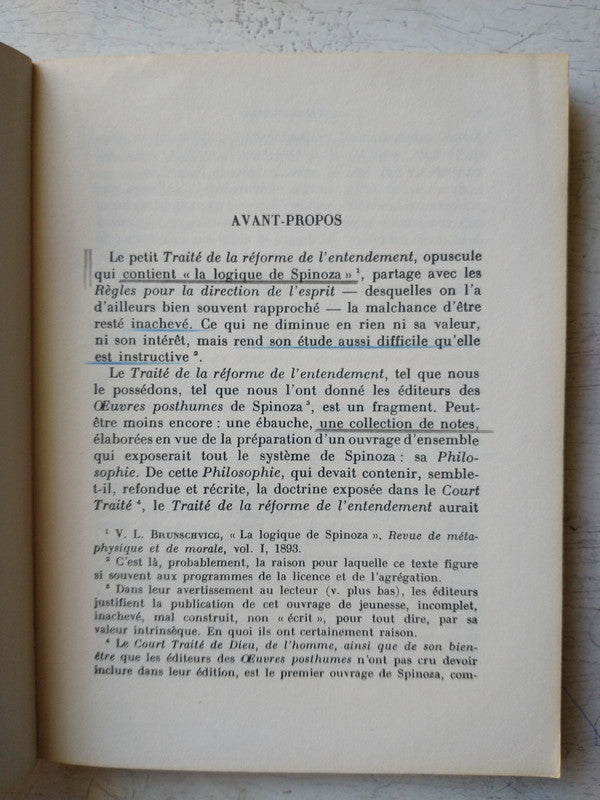 AVANT-PROPOS
Le petit Traité de la réforme de l'entendement, opuscule
qui contient « la logique de Spinoza » ¹, partage avec les
Règles pour la direction de l'esprit — desquelles on l'a
d'ailleurs bien souvent rapproché — la malchance d'être
resté inachevé. Ce qui ne diminue en rien ni sa valeur,
ni son intérêt, mais rend son étude aussi difficile qu'elle
est instructive ².
Le Traité de la réforme de l'entendement, tel que nous
le possédons, tel que nous l'ont donné les éditeurs des
Œuvres posthumes de Spinoza ³, est un fragment. Peut-
être moins encore : une ébauche, une collection de notes,
élaborées en vue de la préparation d'un ouvrage d'ensemble
qui exposerait tout le système de Spinoza : sa Philo-
sophie. De cette Philosophie, qui devait contenir, semble-
t-il, refondue et récrite, la doctrine exposée dans le Court
Traité ⁴, le Traité de la réforme de l'entendement aurait
¹ V. L. BRUNSCHVICG, « La logique de Spinoza », Revue de méta-
physique et de morale, vol. I, 1893.
² C'est là, probablement, la raison pour laquelle ce texte figure
si souvent aux programmes de la licence et de l'agrégation.
³ Dans leur avertissement au lecteur (v. plus bas), les éditeurs
justifient la publication de cet ouvrage de jeunesse, incomplet,
inachevé, mal construit, non « écrit », pour tout dire, par sa
valeur intrinsèque. En quoi ils ont certainement raison.
⁴ Le Court Traité de Dieu, de l'homme, ainsi que de son bien-
être que les éditeurs des Œuvres posthumes n'ont pas cru devoir
inclure dans leur édition, est le premier ouvrage de Spinoza, com-